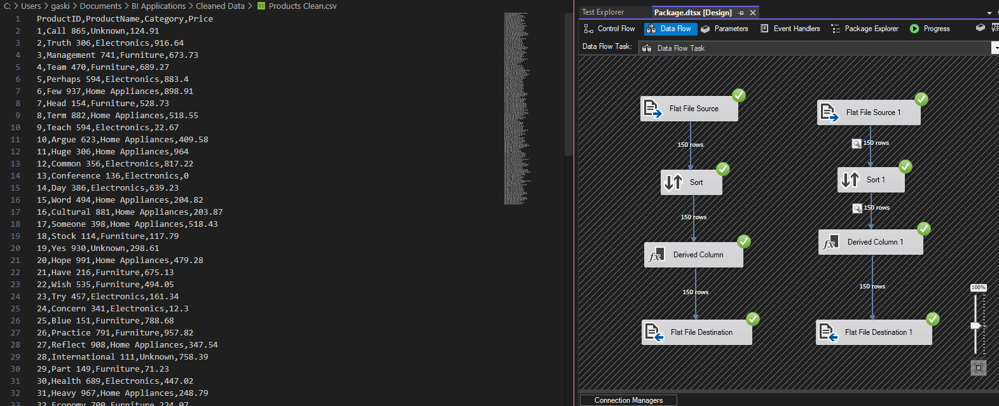 C: > Users > gaski > Documents > BI Applications > Cleaned Data > Products Clean.csv
1 ProductID,ProductName,Category,Price
2 1,Call 865,Unknown,124.91
3 2,Truth 306,Electronics,916.64
4 3,Management 741,Furniture,673.73
5 4,Team 470,Furniture,689.27
6 5,Perhaps 594,Electronics,883.4
7 6,Few 937,Home Appliances,898.91
8 7,Head 154,Furniture,528.73
9 8,Term 882,Home Appliances,518.55
10 9,Teach 594,Electronics,22.67
11 10,Argue 623,Home Appliances,409.58
12 11,Huge 306,Home Appliances,964
13 12,Common 356,Electronics,817.22
14 13,Conference 136,Electronics,0
15 14,Day 386,Electronics,639.23
16 15,Word 494,Home Appliances,204.82
17 16,Cultural 881,Home Appliances,203.87
18 17,Someone 398,Home Appliances,518.43
19 18,Stock 114,Furniture,117.79
20 19,Yes 930,Unknown,298.61
21 20,Hope 991,Home Appliances,479.28
22 21,Have 216,Furniture,675.13
23 22,Wish 535,Furniture,494.05
24 23,Try 457,Electronics,161.34
25 24,Concern 341,Electronics,12.3
26 25,Blue 151,Furniture,788.68
27 26,Practice 791,Furniture,957.82
28 27,Reflect 908,Home Appliances,347.54
29 28,International 111,Unknown,758.39
30 29,Part 149,Furniture,71.23
31 30,Health 689,Electronics,447.02
32 31,Heavy 967,Home Appliances,248.79
33 32,Economy 700,Furniture,224.07
Test Explorer Package.dtsx [Design]
Control Flow Data Flow Parameters Event Handlers Package Explorer Progress
Data Flow Task: Data Flow Task
Flat File Source
150 rows
Sort
150 rows
Derived Column
150 rows
Flat File Destination
Flat File Source 1
150 rows
Sort 1
150 rows
Derived Column 1
150 rows
Flat File Destination 1
100%
Connection Managers